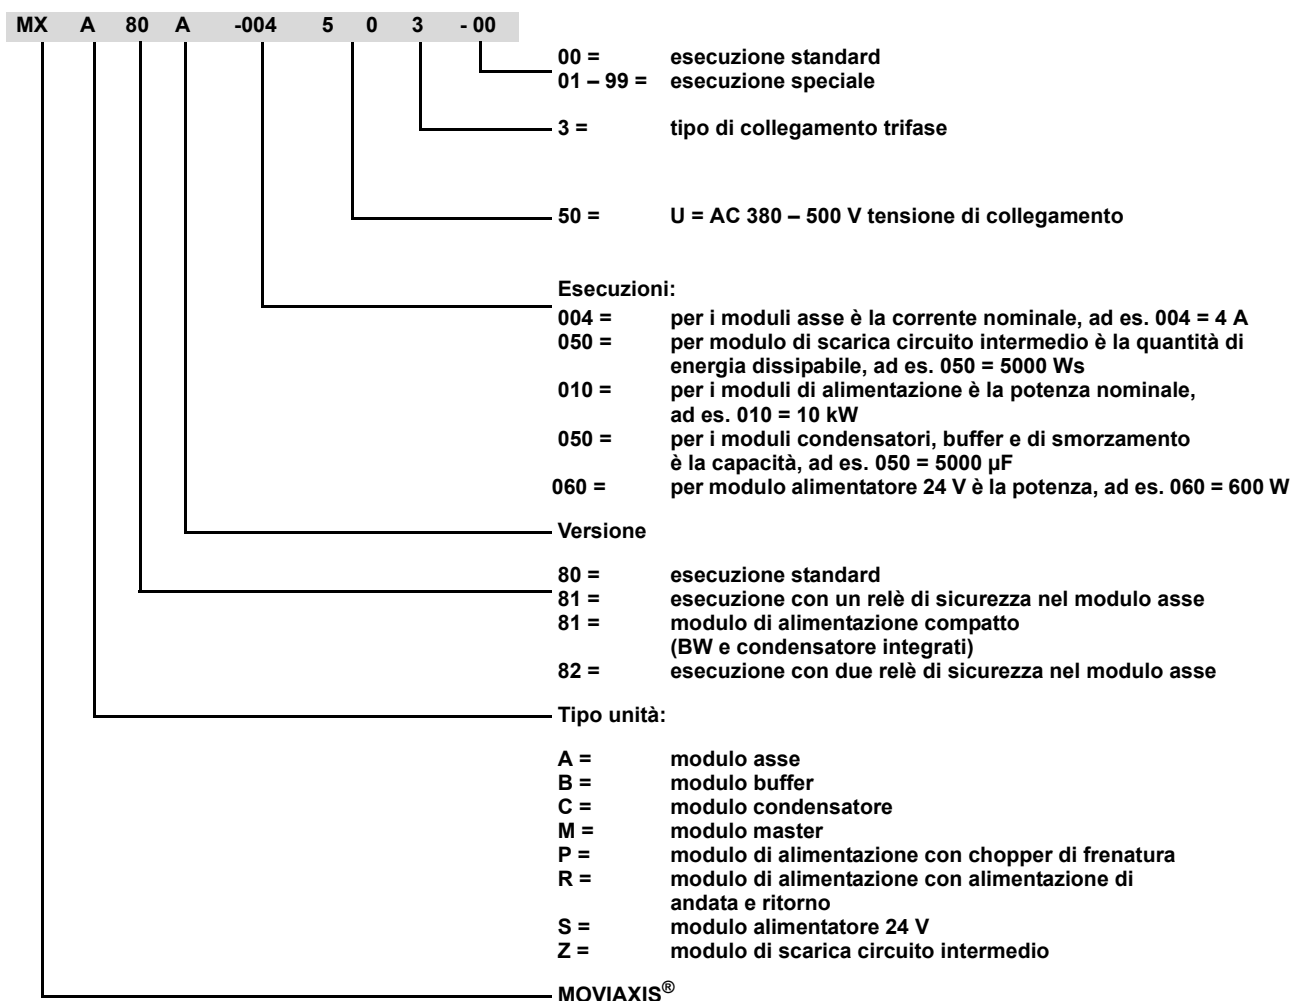 MX A 80 A -004 5 0 3 - 00
00 = esecuzione standard
01 – 99 = esecuzione speciale
3 = tipo di collegamento trifase
50 = U = AC 380 – 500 V tensione di collegamento
Esecuzioni:
004 = per i moduli asse è la corrente nominale, ad es. 004 = 4 A
050 = per modulo di scarica circuito intermedio è la quantità di
energia dissipabile, ad es. 050 = 5000 Ws
010 = per i moduli di alimentazione è la potenza nominale,
ad es. 010 = 10 kW
050 = per i moduli condensatori, buffer e di smorzamento
è la capacità, ad es. 050 = 5000 µF
060 = per modulo alimentatore 24 V è la potenza, ad es. 060 = 600 W
Versione
80 = esecuzione standard
81 = esecuzione con un relè di sicurezza nel modulo asse
81 = modulo di alimentazione compatto
(BW e condensatore integrati)
82 = esecuzione con due relè di sicurezza nel modulo asse
Tipo unità:
A = modulo asse
B = modulo buffer
C = modulo condensatore
M = modulo master
P = modulo di alimentazione con chopper di frenatura
R = modulo di alimentazione con alimentazione di
andata e ritorno
S = modulo alimentatore 24 V
Z = modulo di scarica circuito intermedio
MOVIAXIS®